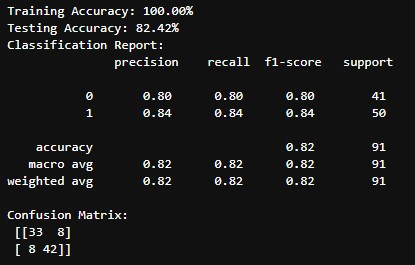 Training Accuracy: 100.00%
Testing Accuracy: 82.42%
Classification Report:
              precision    recall  f1-score   support

           0       0.80      0.80      0.80        41
           1       0.84      0.84      0.84        50

    accuracy                           0.82        91
   macro avg       0.82      0.82      0.82        91
weighted avg       0.82      0.82      0.82        91

Confusion Matrix:
 [[33  8]
 [ 8 42]]